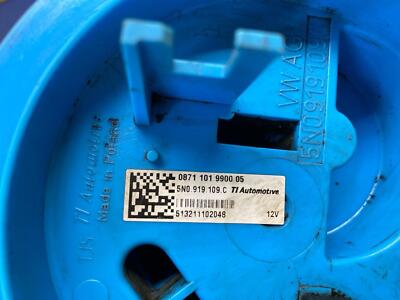 VW AG
5N0919109
TI Automotive
Made in Poland
0871 101 9900 05
5N0.919 109.C TI Automotive
513211102048 12V